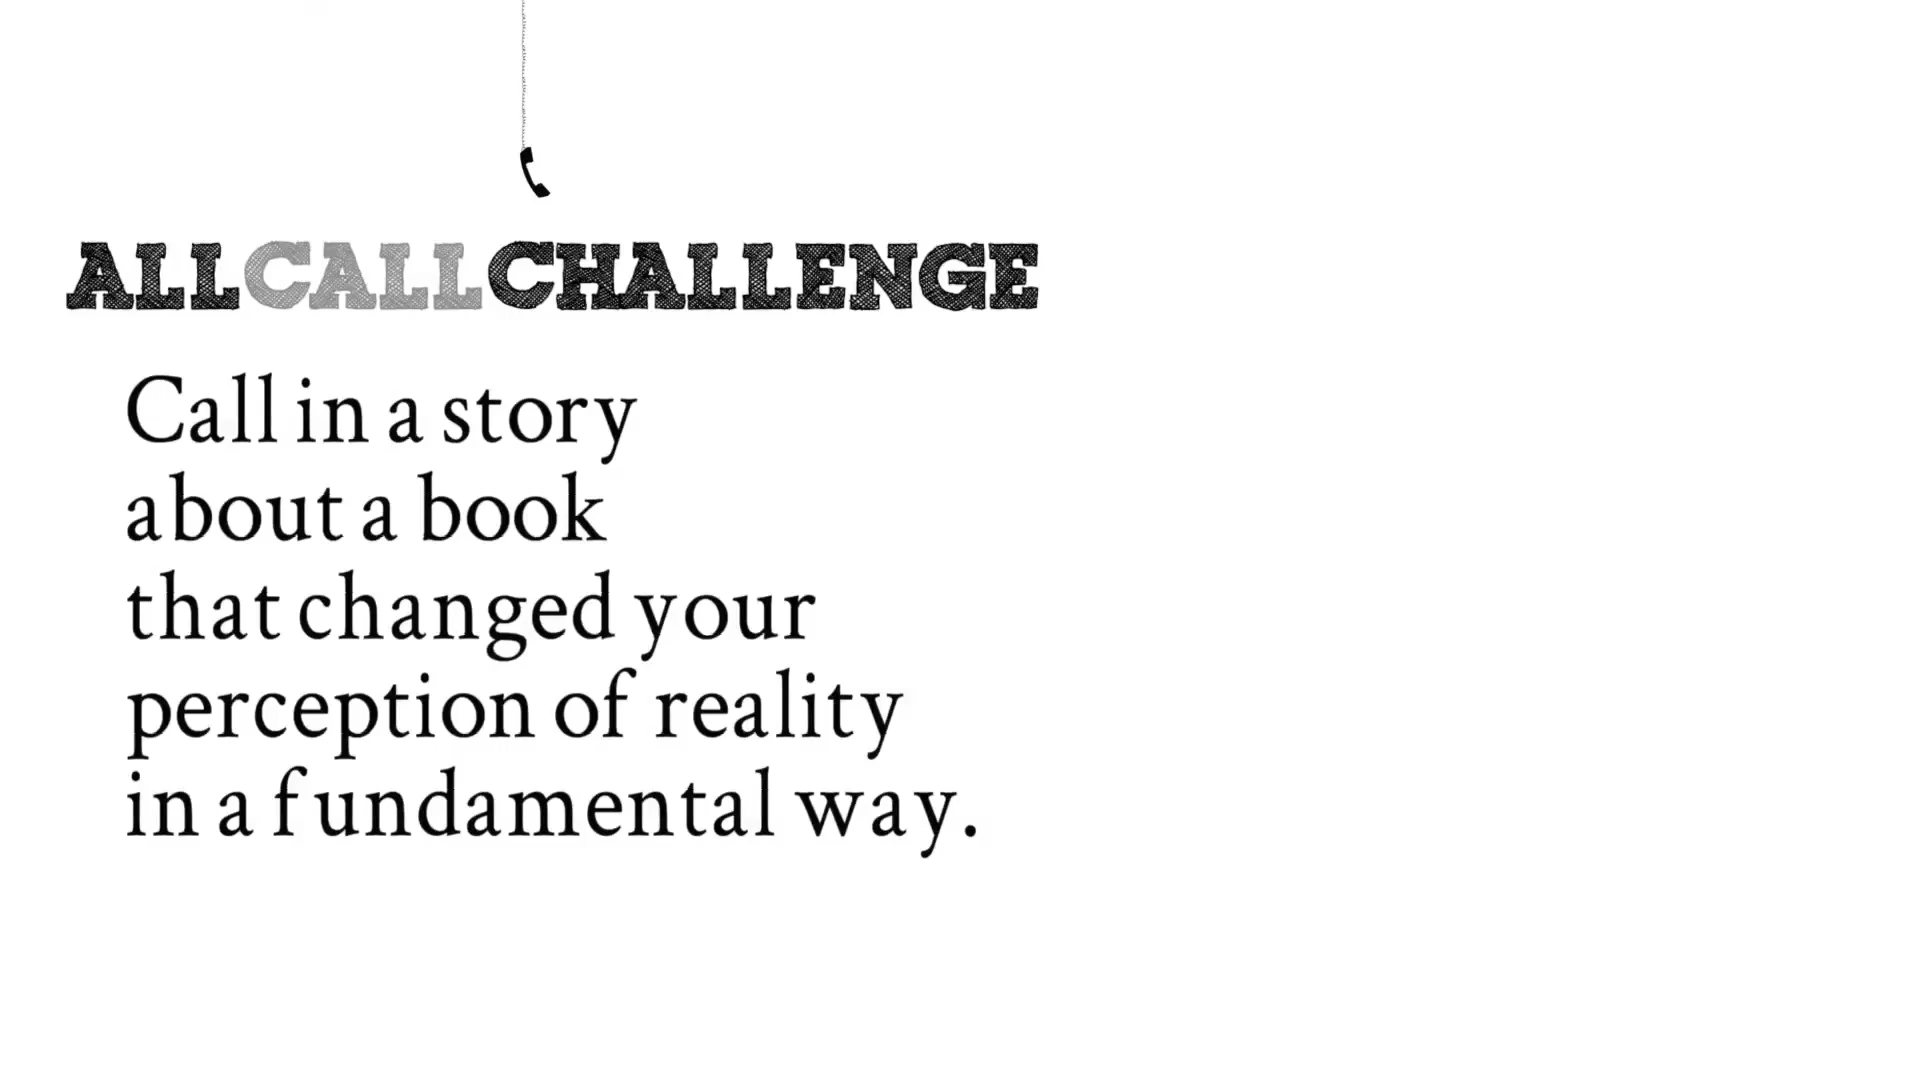 ALLCALLCHALLENGE
Call in a story
about a book
that changed your
perception of reality
in a fundamental way.